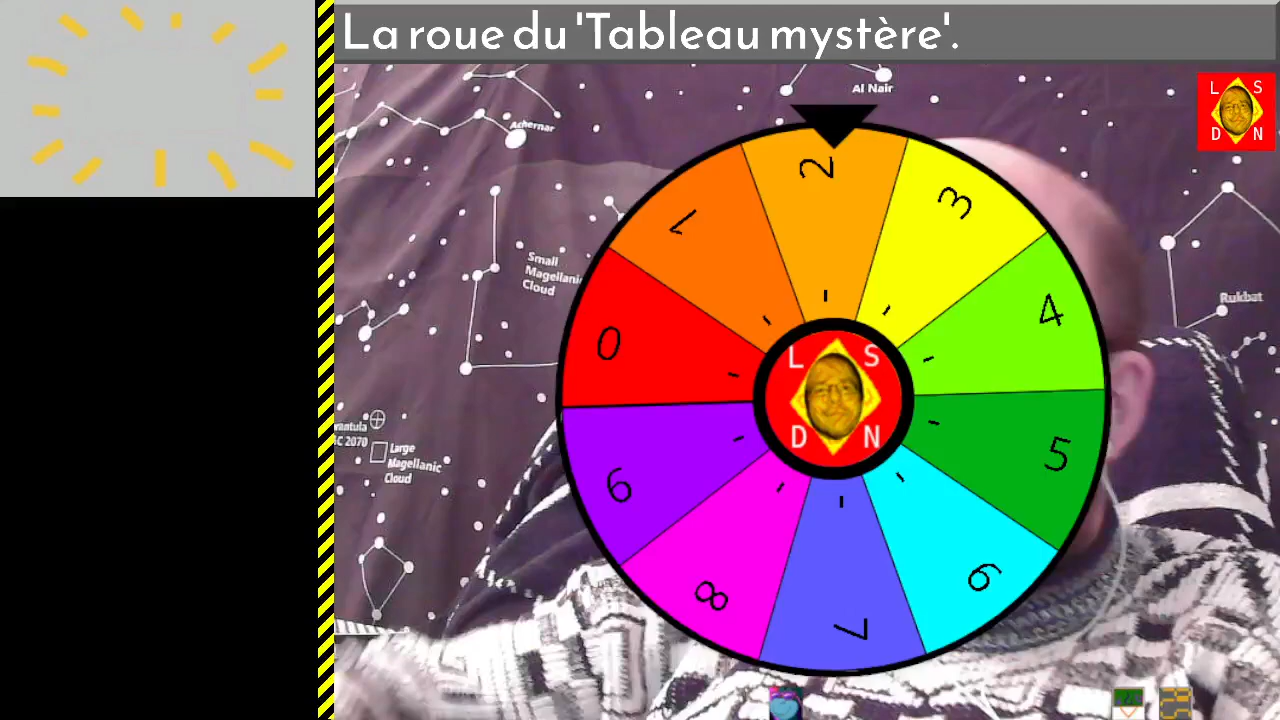 La roue du 'Tableau mystère'.
Al Nair
L S
D N
Achernar
2
3
1
Small
Magellanic
Cloud
4
Rukbat
0
L S
D N
5
Large
Magellanic
Cloud
9
6
8
7